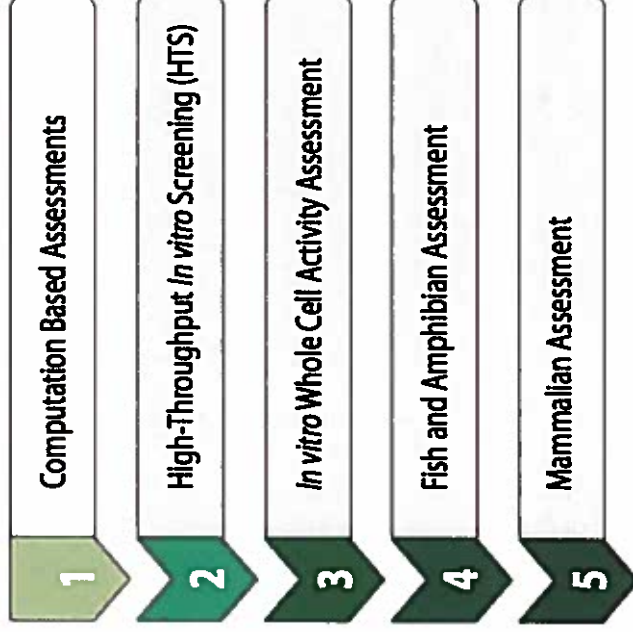 1
Computation Based Assessments
2
High-Throughput In vitro Screening (HTS)
3
In vitro Whole Cell Activity Assessment
4
Fish and Amphibian Assessment
5
Mammalian Assessment